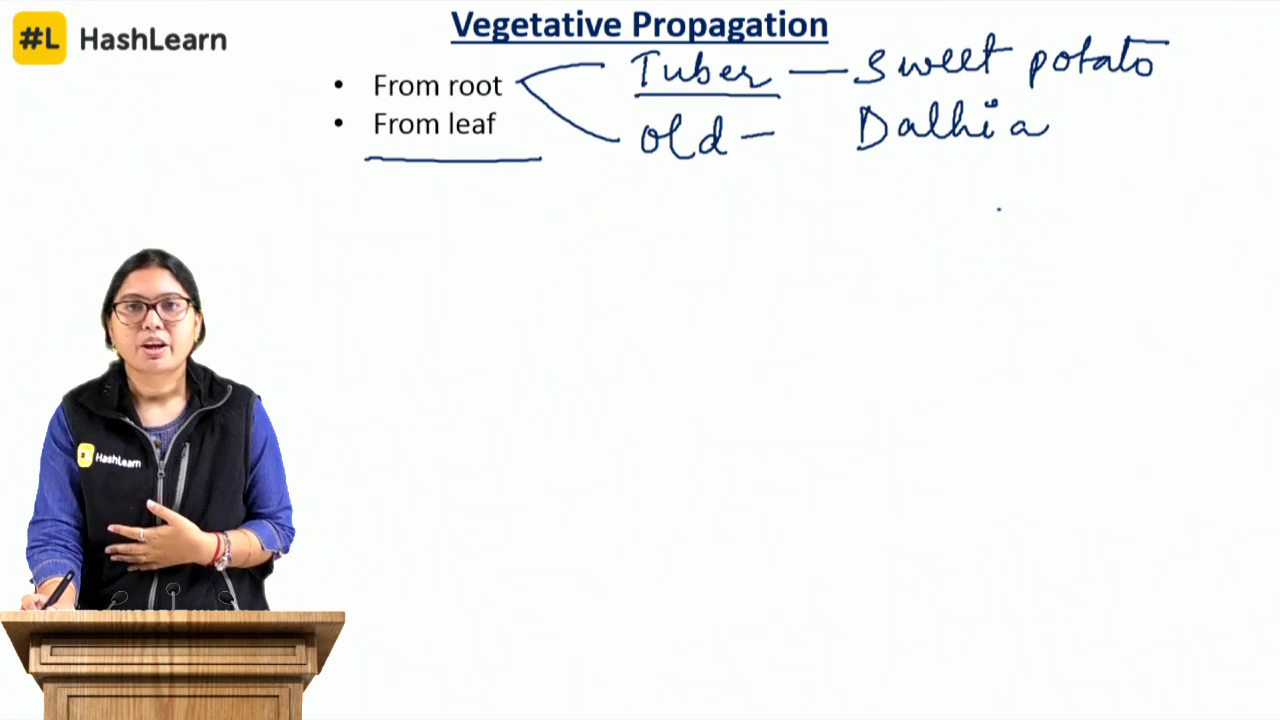 #L HashLearn
Vegetative Propagation
• From root
• From leaf
Tuber — Sweet potato
Old — Dalhia
HashLearn